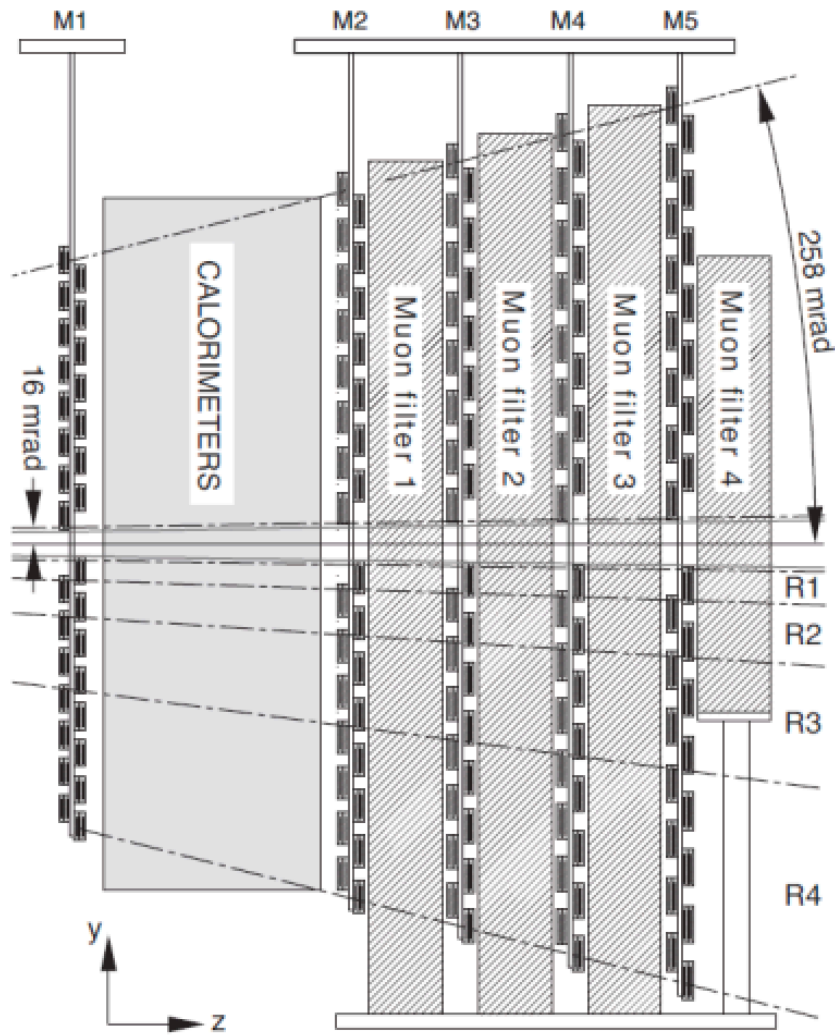 M1
M2
M3
M4
M5
CALORIMETERS
Muon filter 1
Muon filter 2
Muon filter 3
Muon filter 4
258 mrad
16 mrad
R1
R2
R3
R4
y
z